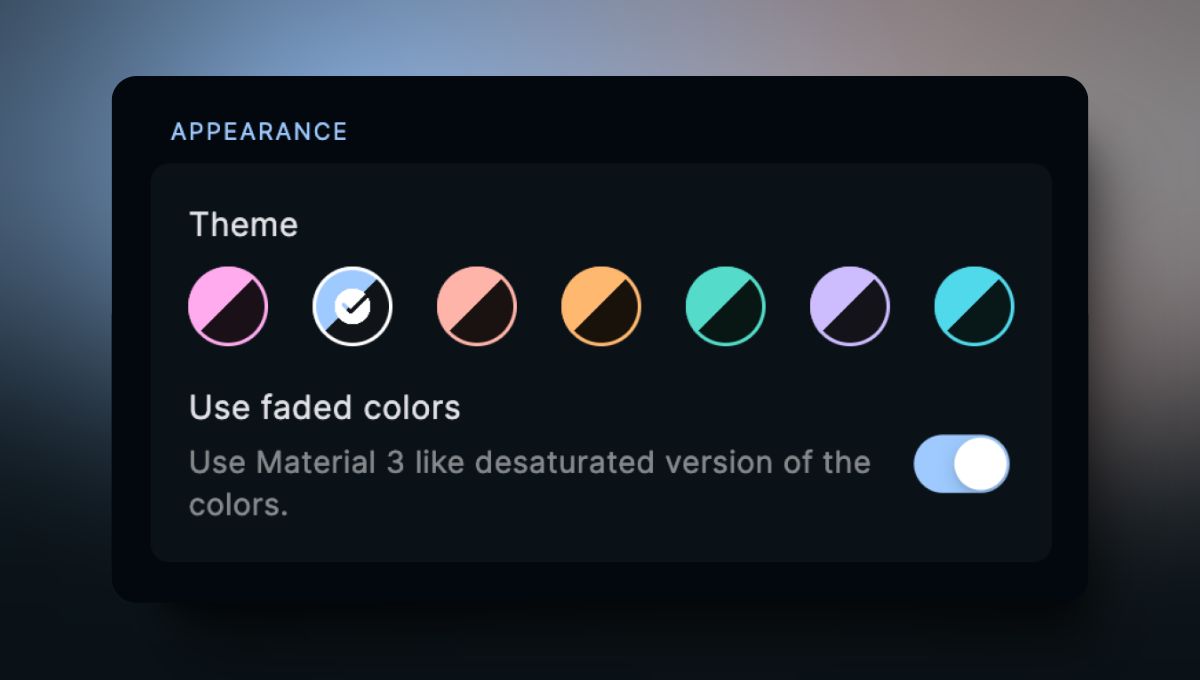 APPEARANCE
Theme
Use faded colors
Use Material 3 like desaturated version of the
colors.